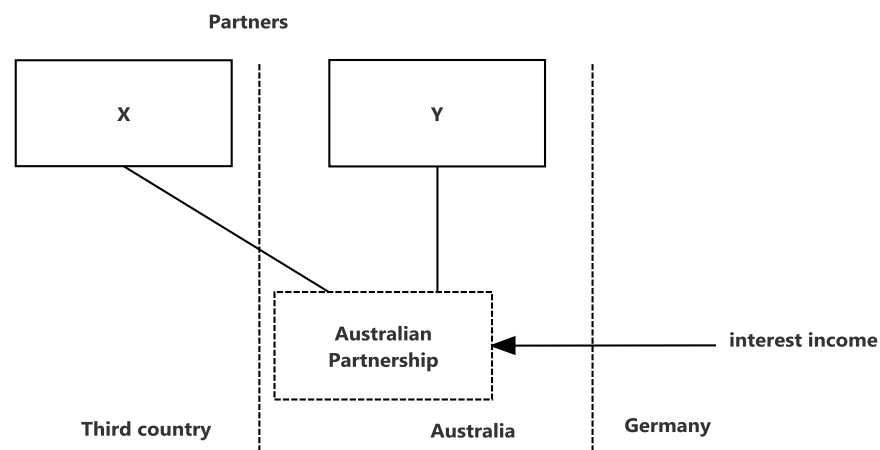 Partners
X
Y
Australian
Partnership
interest income
Third country
Australia
Germany